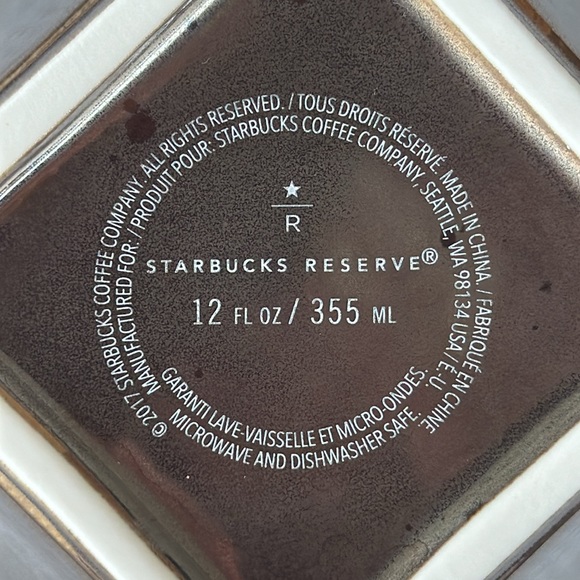 © 2017 STARBUCKS COFFEE COMPANY. ALL RIGHTS RESERVED. / TOUS DROITS RÉSERVÉ. MADE IN CHINA. / FABRIQUÉ EN CHINE
MANUFACTURED FOR: / PRODUIT POUR: STARBUCKS COFFEE COMPANY, SEATTLE, WA 98134 USA / E.-U.
R
STARBUCKS RESERVE®
12 FL OZ / 355 ML
GARANTI LAVE-VAISSELLE ET MICRO-ONDES.
MICROWAVE AND DISHWASHER SAFE.